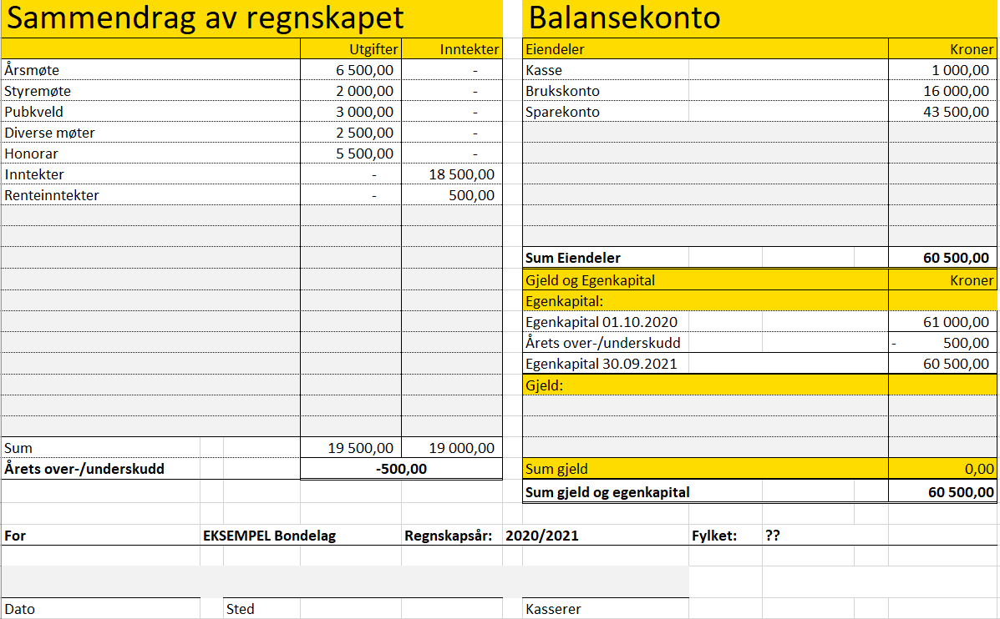 Sammendrag av regnskapet
Utgifter Inntekter
Årsmøte 6 500,00 -
Styremøte 2 000,00 -
Pubkveld 3 000,00 -
Diverse møter 2 500,00 -
Honorar 5 500,00 -
Inntekter - 18 500,00
Renteinntekter - 500,00
Sum 19 500,00 19 000,00
Årets over-/underskudd -500,00
Balansekonto
Eiendeler Kroner
Kasse 1 000,00
Brukskonto 16 000,00
Sparekonto 43 500,00
Sum Eiendeler 60 500,00
Gjeld og Egenkapital Kroner
Egenkapital:
Egenkapital 01.10.2020 61 000,00
Årets over-/underskudd - 500,00
Egenkapital 30.09.2021 60 500,00
Gjeld:
Sum gjeld 0,00
Sum gjeld og egenkapital 60 500,00
For EKSEMPEL Bondelag Regnskapsår: 2020/2021 Fylket: ??
Dato Sted Kasserer